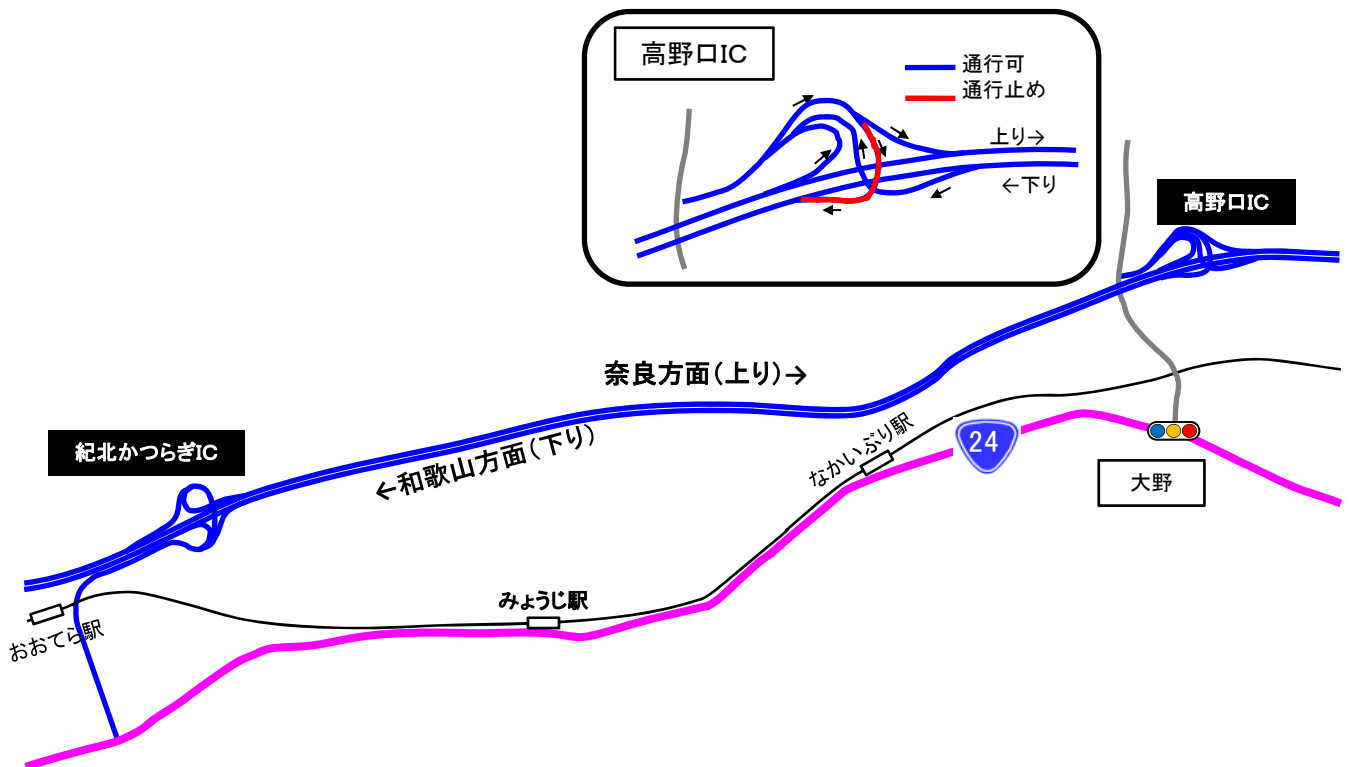 高野口IC
通行可
通行止め
上り→
←下り
高野口IC
奈良方面(上り)→
←和歌山方面(下り)
紀北かつらぎIC
なかいぶり駅
24
大野
みょうじ駅
おおてら駅